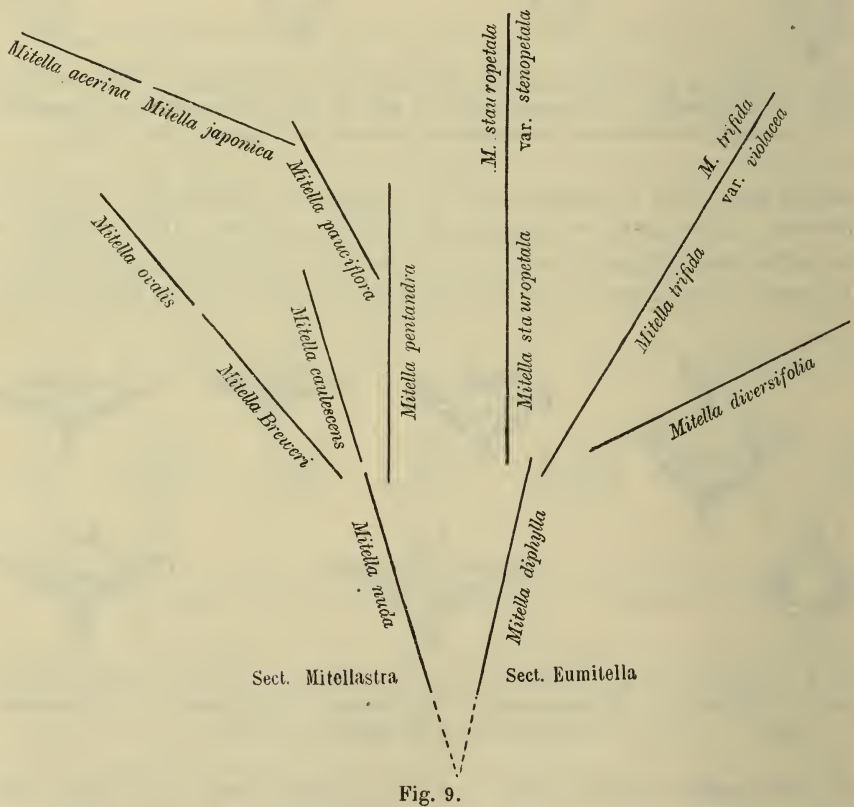 Mitella acerina
Mitella japonica
Mitella pauciflora
Mitella ovalis
Mitella Breweri
Mitella caulescens
Mitella pentandra
M. stauropetala
var. stenopetala
Mitella stauropetala
M. trifida
var. violacea
Mitella trifida
Mitella diversifolia
Mitella nuda
Mitella diphylla
Sect. Mitellastra
Sect. Eumitella
Fig. 9.